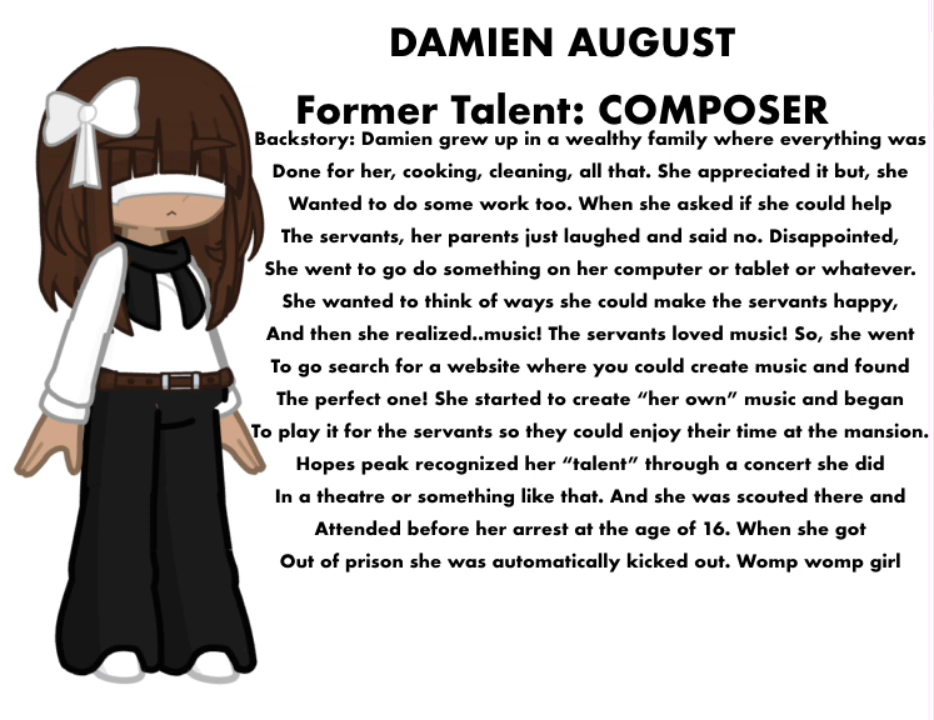 DAMIEN AUGUST
Former Talent: COMPOSER
Backstory: Damien grew up in a wealthy family where everything was
Done for her, cooking, cleaning, all that. She appreciated it but, she
Wanted to do some work too. When she asked if she could help
The servants, her parents just laughed and said no. Disappointed,
She went to go do something on her computer or tablet or whatever.
She wanted to think of ways she could make the servants happy,
And then she realized..music! The servants loved music! So, she went
To go search for a website where you could create music and found
The perfect one! She started to create “her own” music and began
To play it for the servants so they could enjoy their time at the mansion.
Hopes peak recognized her “talent” through a concert she did
In a theatre or something like that. And she was scouted there and
Attended before her arrest at the age of 16. When she got
Out of prison she was automatically kicked out. Womp womp girl